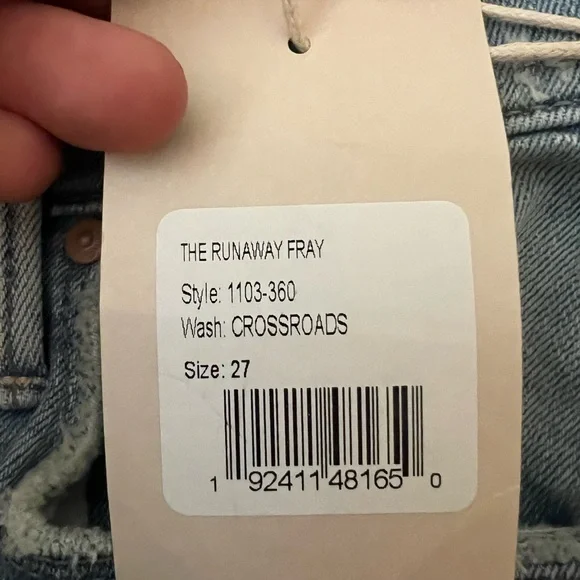 THE RUNAWAY FRAY
Style: 1103-360
Wash: CROSSROADS
Size: 27
1 92411 48165 0